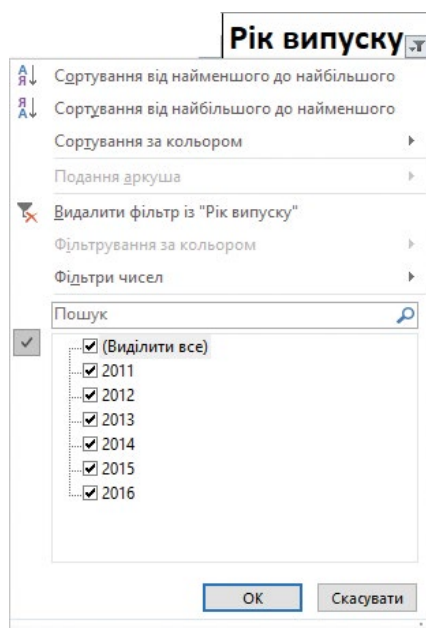 Рік випуску
Сортування від найменшого до найбільшого
Сортування від найбільшого до найменшого
Сортування за кольором
Подання аркуша
Видалити фільтр із "Рік випуску"
Фільтрування за кольором
Фільтри чисел
Пошук
(Виділити все)
2011
2012
2013
2014
2015
2016
ОК
Скасувати